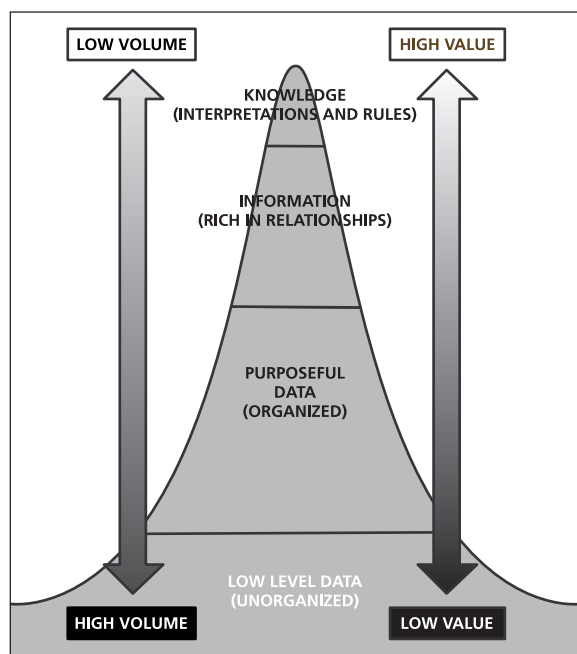 LOW VOLUME
HIGH VALUE
KNOWLEDGE
(INTERPRETATIONS AND RULES)
INFORMATION
(RICH IN RELATIONSHIPS)
PURPOSEFUL
DATA
(ORGANIZED)
LOW LEVEL DATA
(UNORGANIZED)
HIGH VOLUME
LOW VALUE